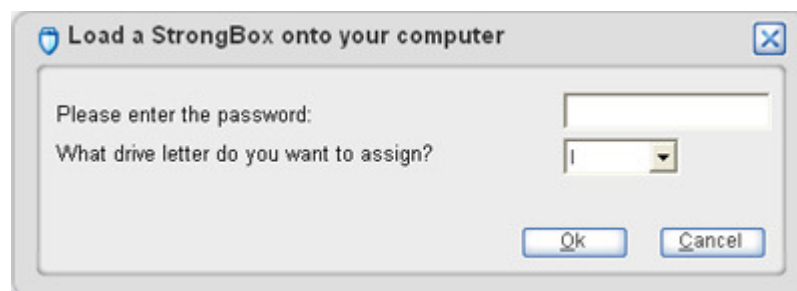 Load a StrongBox onto your computer
Please enter the password:
What drive letter do you want to assign?
I
Ok
Cancel